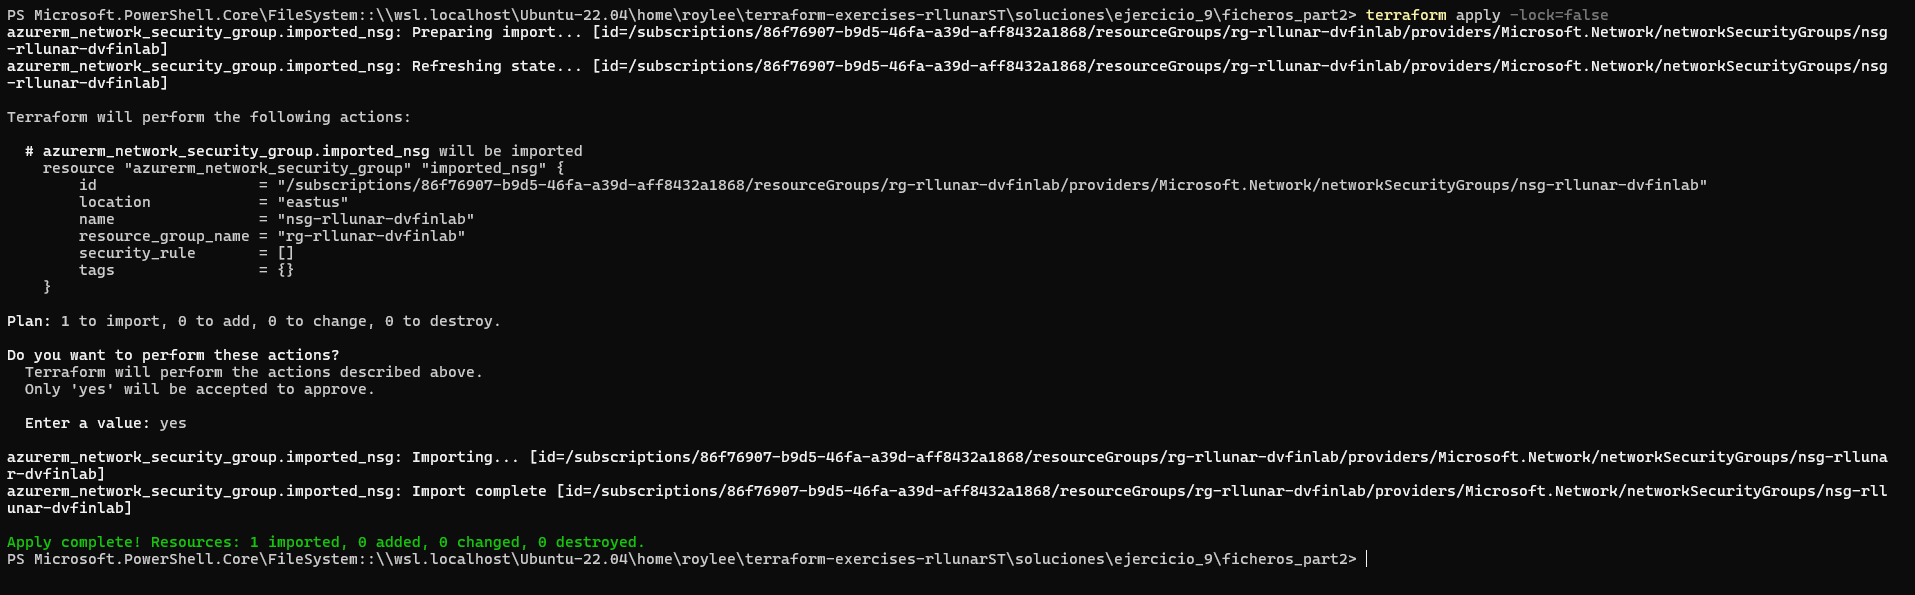 PS Microsoft.PowerShell.Core\FileSystem::\\wsl.localhost\Ubuntu-22.04\home\roylee\terraform-exercises-rllunarST\soluciones\ejercicio_9\ficheros_part2> terraform apply -lock=false
azurerm_network_security_group.imported_nsg: Preparing import... [id=/subscriptions/86f76907-b9d5-46fa-a39d-aff8432a1868/resourceGroups/rg-rllunar-dvfinlab/providers/Microsoft.Network/networkSecurityGroups/nsg
-rllunar-dvfinlab]
azurerm_network_security_group.imported_nsg: Refreshing state... [id=/subscriptions/86f76907-b9d5-46fa-a39d-aff8432a1868/resourceGroups/rg-rllunar-dvfinlab/providers/Microsoft.Network/networkSecurityGroups/nsg
-rllunar-dvfinlab]

Terraform will perform the following actions:

  # azurerm_network_security_group.imported_nsg will be imported
    resource "azurerm_network_security_group" "imported_nsg" {
        id                  = "/subscriptions/86f76907-b9d5-46fa-a39d-aff8432a1868/resourceGroups/rg-rllunar-dvfinlab/providers/Microsoft.Network/networkSecurityGroups/nsg-rllunar-dvfinlab"
        location            = "eastus"
        name                = "nsg-rllunar-dvfinlab"
        resource_group_name = "rg-rllunar-dvfinlab"
        security_rule       = []
        tags                = {}
    }

Plan: 1 to import, 0 to add, 0 to change, 0 to destroy.

Do you want to perform these actions?
  Terraform will perform the actions described above.
  Only 'yes' will be accepted to approve.

  Enter a value: yes

azurerm_network_security_group.imported_nsg: Importing... [id=/subscriptions/86f76907-b9d5-46fa-a39d-aff8432a1868/resourceGroups/rg-rllunar-dvfinlab/providers/Microsoft.Network/networkSecurityGroups/nsg-rlluna
r-dvfinlab]
azurerm_network_security_group.imported_nsg: Import complete [id=/subscriptions/86f76907-b9d5-46fa-a39d-aff8432a1868/resourceGroups/rg-rllunar-dvfinlab/providers/Microsoft.Network/networkSecurityGroups/nsg-rll
unar-dvfinlab]

Apply complete! Resources: 1 imported, 0 added, 0 changed, 0 destroyed.
PS Microsoft.PowerShell.Core\FileSystem::\\wsl.localhost\Ubuntu-22.04\home\roylee\terraform-exercises-rllunarST\soluciones\ejercicio_9\ficheros_part2>